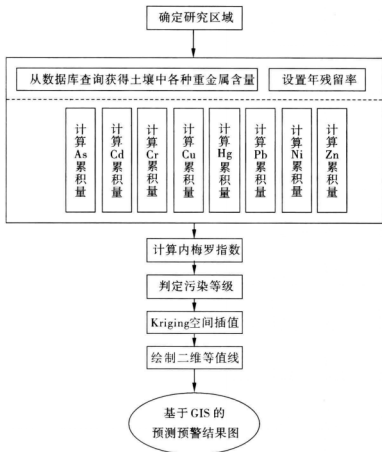 确定研究区域
从数据库查询获得土壤中各种重金属含量
设置年残留率
计算As累积量
计算Cd累积量
计算Cr累积量
计算Cu累积量
计算Hg累积量
计算Pb累积量
计算Ni累积量
计算Zn累积量
计算内梅罗指数
判定污染等级
Kriging空间插值
绘制二维等值线
基于GIS的
预测预警结果图